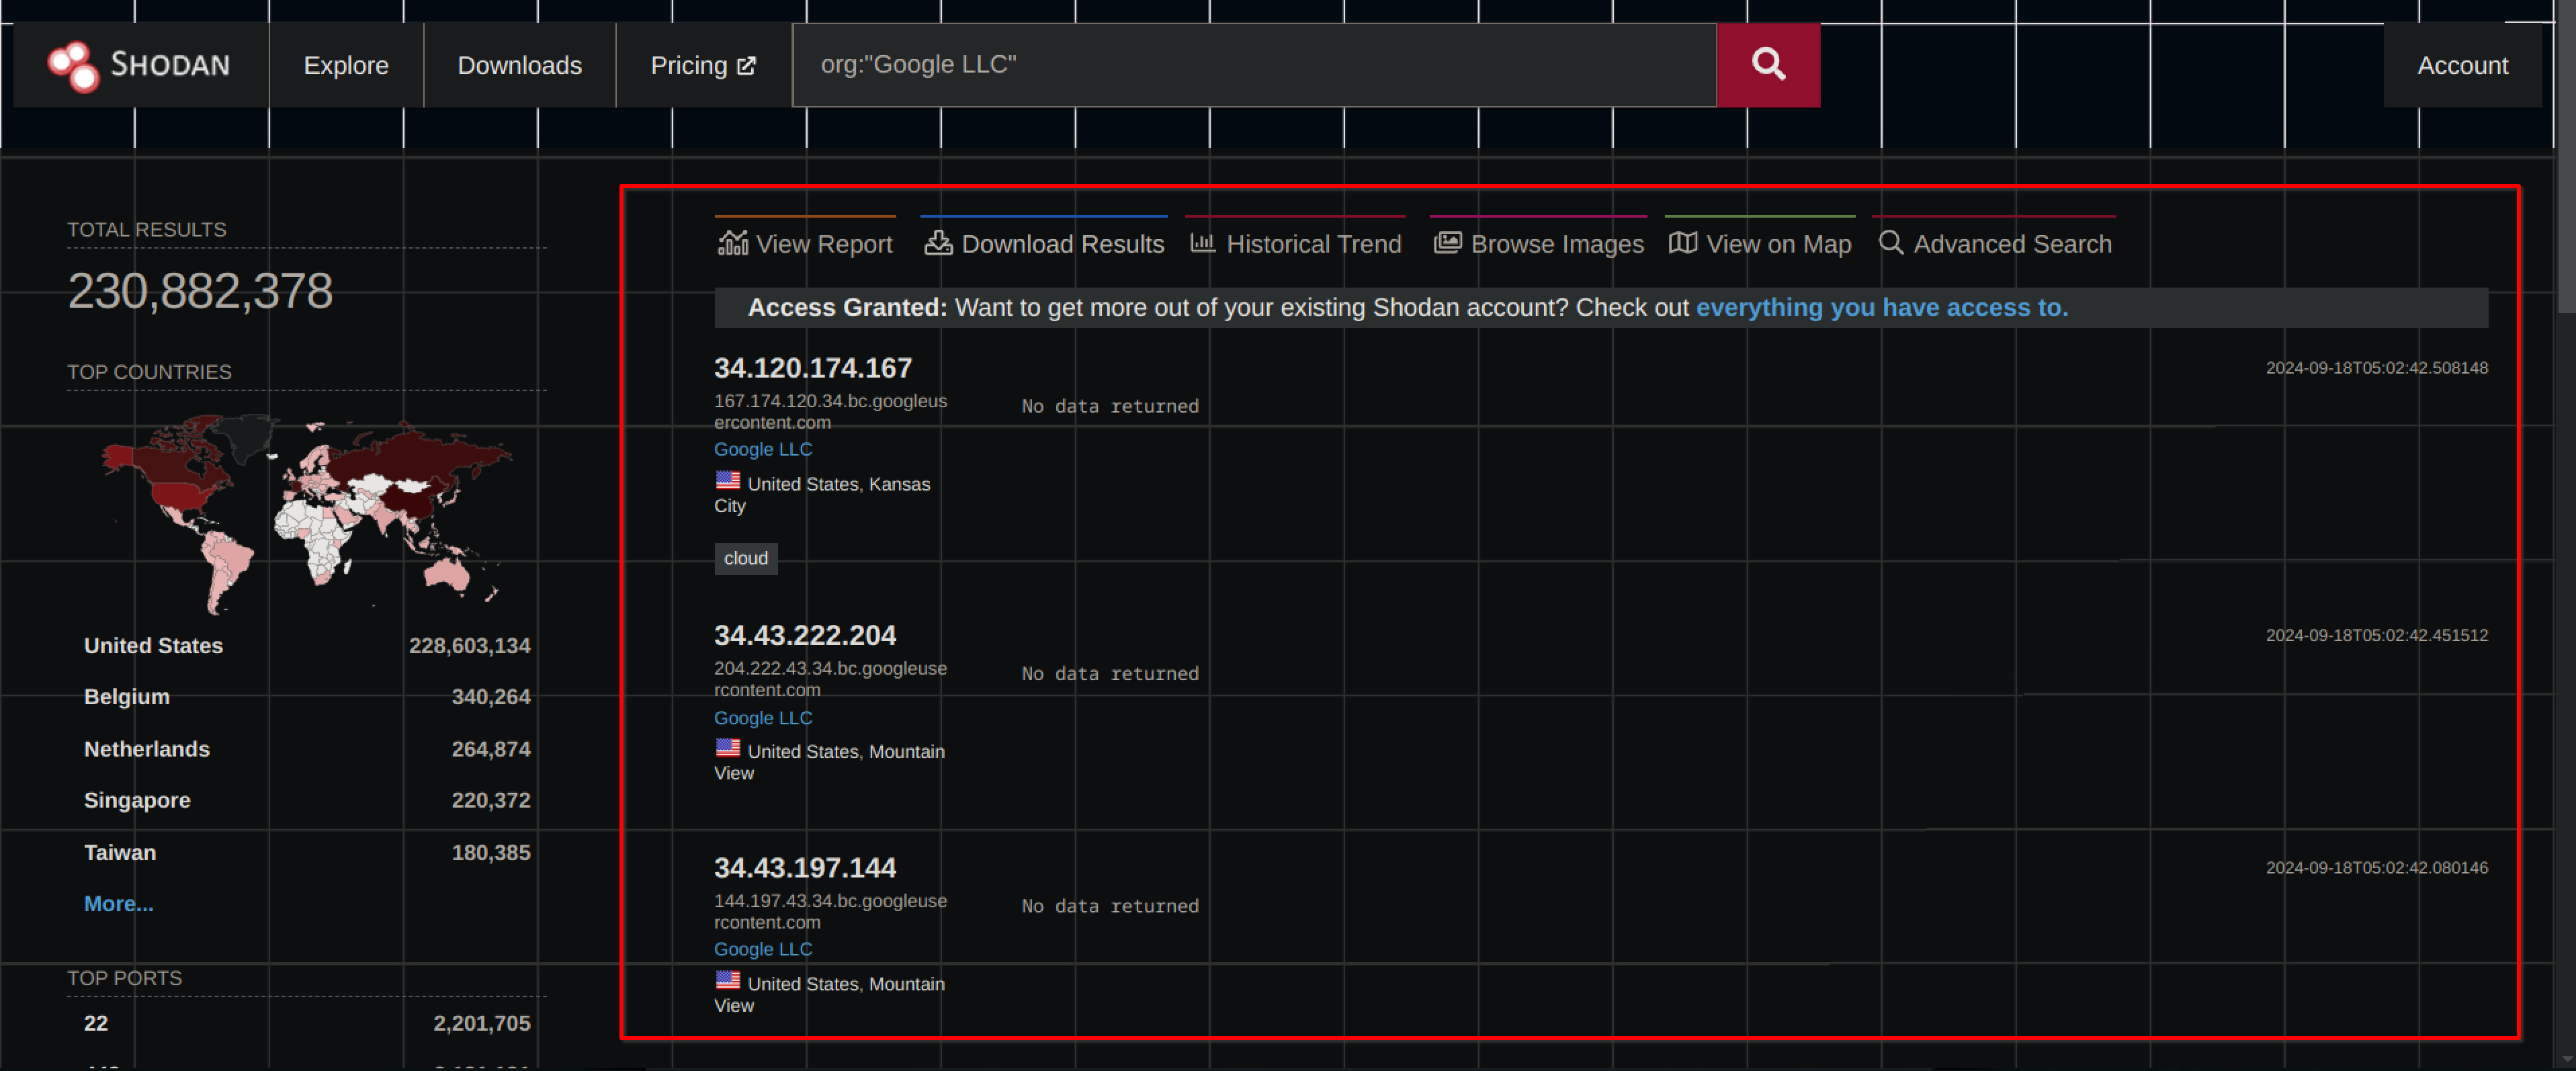 SHODAN
Explore
Downloads
Pricing
org:"Google LLC"
Account
TOTAL RESULTS
230,882,378
TOP COUNTRIES
United States 228,603,134
Belgium 340,264
Netherlands 264,874
Singapore 220,372
Taiwan 180,385
More...
TOP PORTS
22 2,201,705
View Report
Download Results
Historical Trend
Browse Images
View on Map
Advanced Search
Access Granted: Want to get more out of your existing Shodan account? Check out everything you have access to.
34.120.174.167
2024-09-18T05:02:42.508148
167.174.120.34.bc.googleus
ercontent.com
No data returned
Google LLC
United States, Kansas
City
cloud
34.43.222.204
2024-09-18T05:02:42.451512
204.222.43.34.bc.googleuse
rcontent.com
No data returned
Google LLC
United States, Mountain
View
34.43.197.144
2024-09-18T05:02:42.080146
144.197.43.34.bc.googleuse
rcontent.com
No data returned
Google LLC
United States, Mountain
View